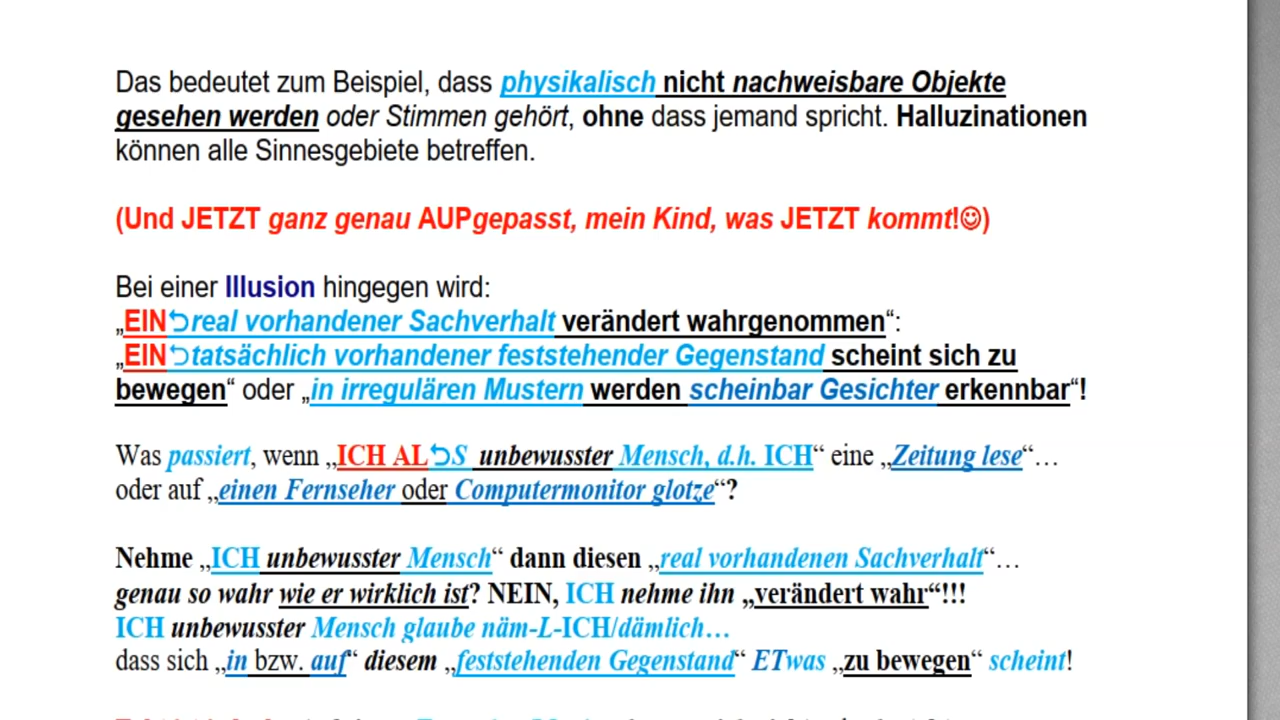 Das bedeutet zum Beispiel, dass physikalisch nicht nachweisbare Objekte
gesehen werden oder Stimmen gehört, ohne dass jemand spricht. Halluzinationen
können alle Sinnesgebiete betreffen.
(Und JETZT ganz genau AUPgepasst, mein Kind, was JETZT kommt!☺)
Bei einer Illusion hingegen wird:
„EIN⮌real vorhandener Sachverhalt verändert wahrgenommen“:
„EIN⮌tatsächlich vorhandener feststehender Gegenstand scheint sich zu
bewegen“ oder „in irregulären Mustern werden scheinbar Gesichter erkennbar“!
Was passiert, wenn „ICH AL⮌S unbewusster Mensch, d.h. ICH“ eine „Zeitung lese“…
oder auf „einen Fernseher oder Computermonitor glotze“?
Nehme „ICH unbewusster Mensch“ dann diesen „real vorhandenen Sachverhalt“…
genau so wahr wie er wirklich ist? NEIN, ICH nehme ihn „verändert wahr“!!!
ICH unbewusster Mensch glaube näm-L-ICH/dämlich…
dass sich „in bzw. auf“ diesem „feststehenden Gegenstand“ ETwas „zu bewegen“ scheint!